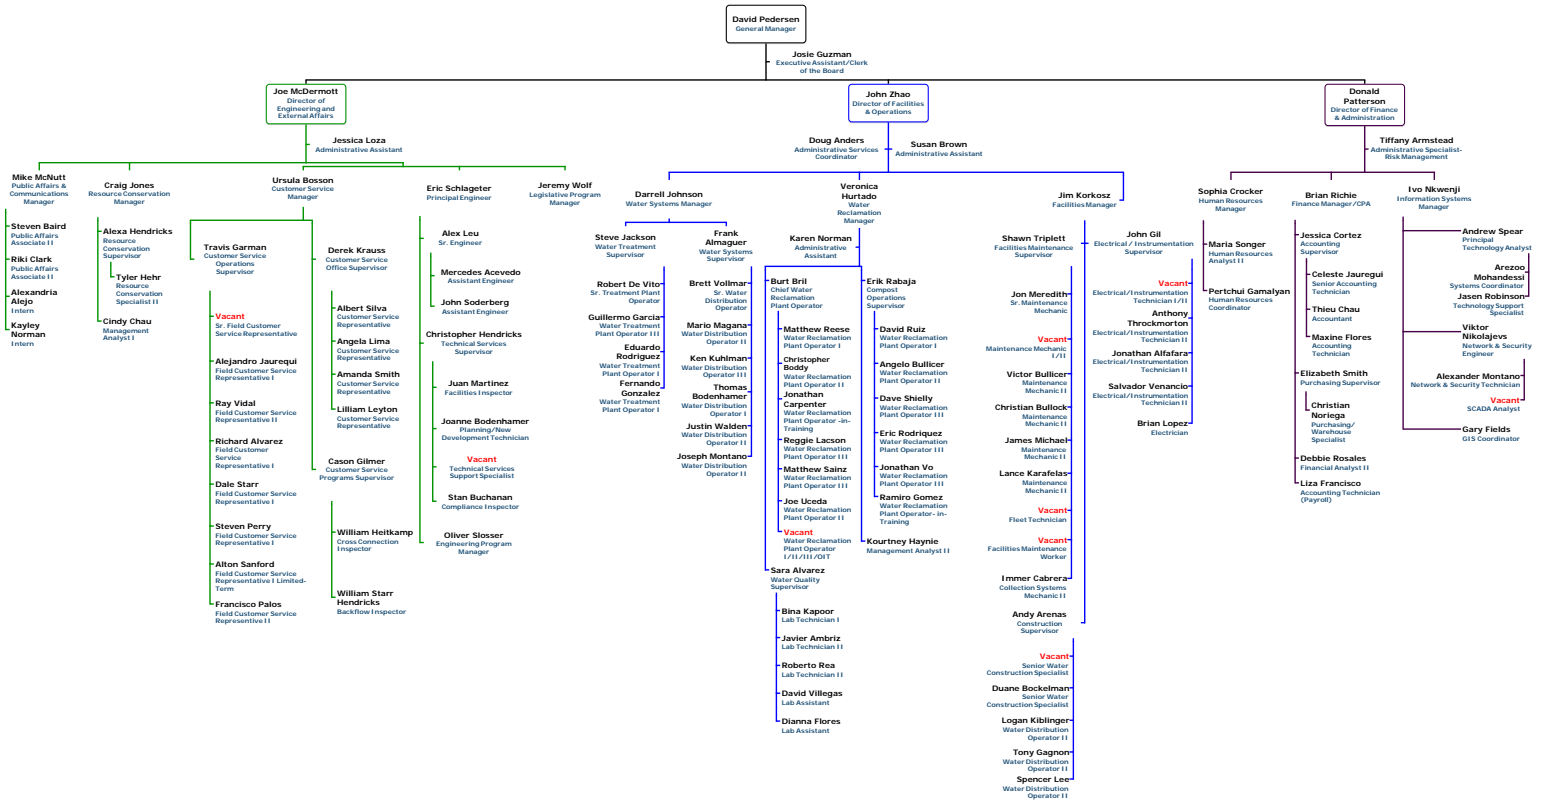 David Pedersen
General Manager
Josie Guzman
Executive Assistant/Clerk
of the Board
Joe McDermott
Director of
Engineering and
External Affairs
Jessica Loza
Administrative Assistant
Mike McNutt
Public Affairs &
Communications
Manager
Steven Baird
Public Affairs
Associate II
Riki Clark
Public Affairs
Associate II
Alexandria
Alejo
Intern
Kayley
Norman
Intern
Craig Jones
Resource Conservation
Manager
Alexa Hendricks
Resource
Conservation
Supervisor
Tyler Hehr
Resource
Conservation
Specialist II
Cindy Chau
Management
Analyst I
Ursula Bosson
Customer Service
Manager
Travis Garman
Customer Service
Operations
Supervisor
Vacant
Sr. Field Customer
Service Representative
Alejandro Jaurequi
Field Customer Service
Representative I
Ray Vidal
Field Customer Service
Representative II
Richard Alvarez
Field Customer
Service
Representative I
Dale Starr
Field Customer Service
Representative I
Steven Perry
Field Customer Service
Representative I
Alton Sanford
Field Customer Service
Representative I Limited-
Term
Francisco Palos
Field Customer Service
Representive II
Derek Krauss
Customer Service
Office Supervisor
Albert Silva
Customer Service
Representative
Angela Lima
Customer Service
Representative
Amanda Smith
Customer Service
Representative
Lilliam Leyton
Customer Service
Representative
Cason Gilmer
Customer Service
Programs Supervisor
William Heitkamp
Cross Connection
Inspector
William Starr
Hendricks
Backflow Inspector
Eric Schlageter
Principal Engineer
Alex Leu
Sr. Engineer
Mercedes Acevedo
Assistant Engineer
John Soderberg
Assistant Engineer
Christopher Hendricks
Technical Services
Supervisor
Juan Martinez
Facilities Inspector
Joanne Bodenhamer
Planning/New
Development Technician
Vacant
Technical Services
Support Specialist
Stan Buchanan
Compliance Inspector
Oliver Slosser
Engineering Program
Manager
Jeremy Wolf
Legislative Program
Manager
John Zhao
Director of Facilities
& Operations
Doug Anders
Administrative Services
Coordinator
Susan Brown
Administrative Assistant
Darrell Johnson
Water Systems Manager
Steve Jackson
Water Treatment
Supervisor
Robert De Vito
Sr. Treatment Plant
Operator
Guillermo Garcia
Water Treatment
Plant Operator III
Eduardo
Rodriguez
Water Treatment
Plant Operator I
Fernando
Gonzalez
Water Treatment
Plant Operator I
Frank
Almaguer
Water Systems
Supervisor
Brett Vollmar
Sr. Water
Distribution
Operator
Mario Magana
Water Distribution
Operator II
Ken Kuhlman
Water Distribution
Operator III
Thomas
Bodenhamer
Water Distribution
Operator I
Justin Walden
Water Distribution
Operator II
Joseph Montano
Water Distribution
Operator II
Veronica
Hurtado
Water
Reclamation
Manager
Karen Norman
Administrative
Assistant
Burt Bril
Chief Water
Reclamation
Plant Operator
Matthew Reese
Water Reclamation
Plant Operator I
Christopher
Boddy
Water Reclamation
Plant Operator II
Jonathan
Carpenter
Water Reclamation
Plant Operator -in-
Training
Reggie Lacson
Water Reclamation
Plant Operator III
Matthew Sainz
Water Reclamation
Plant Operator III
Joe Uceda
Water Reclamation
Plant Operator II
Vacant
Water Reclamation
Plant Operator
I/II/III/OIT
Sara Alvarez
Water Quality
Supervisor
Bina Kapoor
Lab Technician I
Javier Ambriz
Lab Technician II
Roberto Rea
Lab Technician II
David Villegas
Lab Assistant
Dianna Flores
Lab Assistant
Erik Rabaja
Compost
Operations
Supervisor
David Ruiz
Water Reclamation
Plant Operator I
Angelo Bullicer
Water Reclamation
Plant Operator II
Dave Shielly
Water Reclamation
Plant Operator III
Eric Rodriquez
Water Reclamation
Plant Operator III
Jonathan Vo
Water Reclamation
Plant Operator III
Ramiro Gomez
Water Reclamation
Plant Operator- in-
Training
Kourtney Haynie
Management Analyst II
Jim Korkosz
Facilities Manager
Shawn Triplett
Facilities Maintenance
Supervisor
Jon Meredith
Sr. Maintenance
Mechanic
Vacant
Maintenance Mechanic
I/II
Victor Bullicer
Maintenance
Mechanic II
Christian Bullock
Maintenance
Mechanic II
James Michael
Maintenance
Mechanic II
Lance Karafelas
Maintenance
Mechanic II
Vacant
Fleet Technician
Vacant
Facilities Maintenance
Worker
Immer Cabrera
Collection Systems
Mechanic II
Andy Arenas
Construction
Supervisor
Vacant
Senior Water
Construction Specialist
Duane Bockelman
Senior Water
Construction Specialist
Logan Kiblinger
Water Distribution
Operator II
Tony Gagnon
Water Distribution
Operator II
Spencer Lee
Water Distribution
Operator II
John Gil
Electrical / Instrumentation
Supervisor
Vacant
Electrical/Instrumentation
Technician I/II
Anthony
Throckmorton
Electrical/Instrumentation
Technician II
Jonathan Alfafara
Electrical/Instrumentation
Technician II
Salvador Venancio
Electrical/Instrumentation
Technician II
Brian Lopez
Electrician
Donald
Patterson
Director of Finance
& Administration
Tiffany Armstead
Administrative Specialist-
Risk Management
Sophia Crocker
Human Resources
Manager
Maria Songer
Human Resources
Analyst II
Pertchui Gamalyan
Human Resources
Coordinator
Brian Richie
Finance Manager/CPA
Jessica Cortez
Accounting
Supervisor
Celeste Jauregui
Senior Accounting
Technician
Thieu Chau
Accountant
Maxine Flores
Accounting
Technician
Elizabeth Smith
Purchasing Supervisor
Christian
Noriega
Purchasing/
Warehouse
Specialist
Debbie Rosales
Financial Analyst II
Liza Francisco
Accounting Technician
(Payroll)
Ivo Nkwenji
Information Systems
Manager
Andrew Spear
Principal
Technology Analyst
Arezoo
Mohandessi
Systems Coordinator
Jasen Robinson
Technology Support
Specialist
Viktor
Nikolajevs
Network & Security
Engineer
Alexander Montano
Network & Security Technician
Vacant
SCADA Analyst
Gary Fields
GIS Coordinator